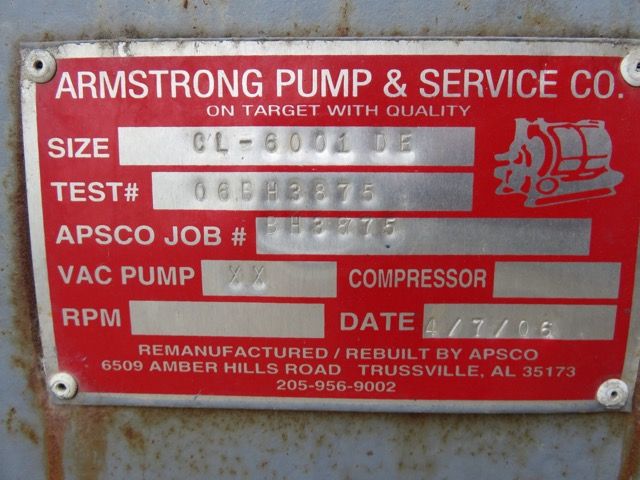 ARMSTRONG PUMP & SERVICE CO.
ON TARGET WITH QUALITY
SIZE CL-6001 DE
TEST# 06BH3875
APSCO JOB # BH3875
VAC PUMP XX COMPRESSOR
RPM DATE 4/7/06
REMANUFACTURED / REBUILT BY APSCO
6509 AMBER HILLS ROAD TRUSSVILLE, AL 35173
205-956-9002